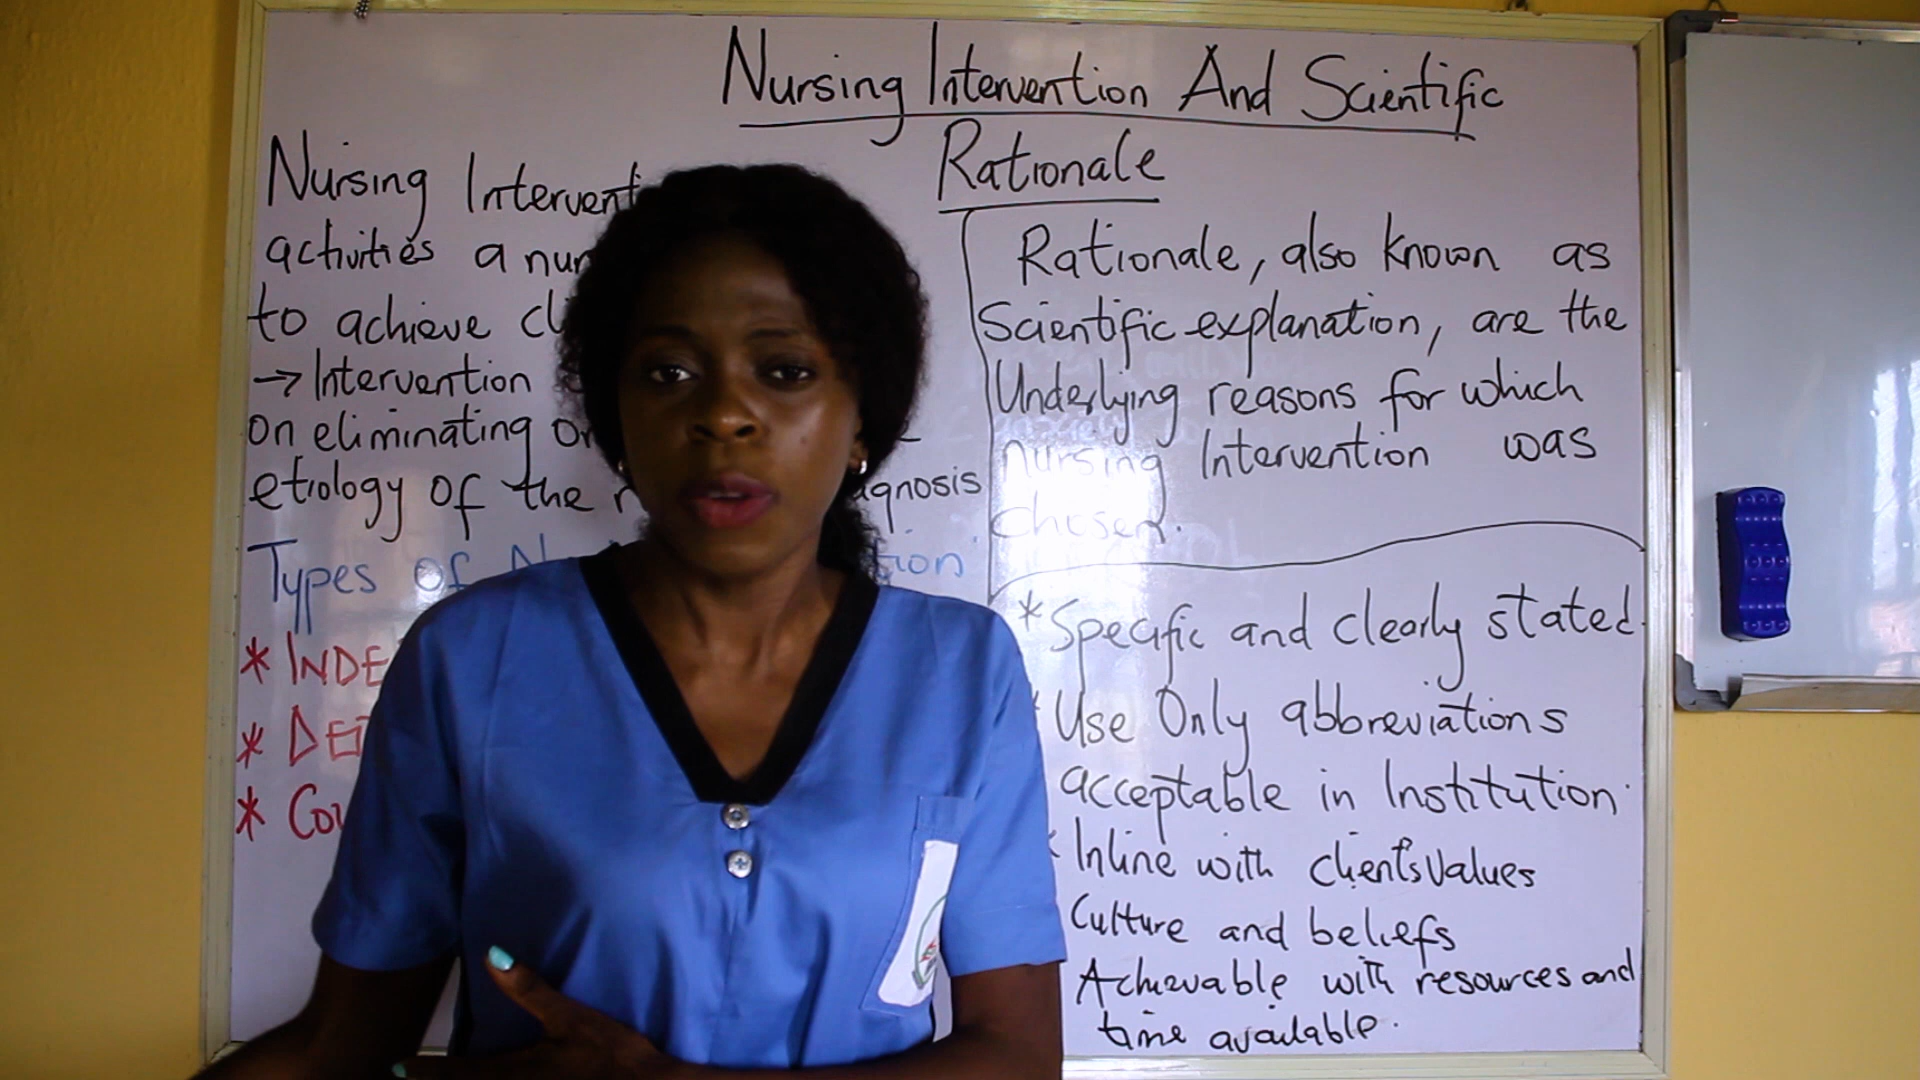 Nursing Intervention And Scientific
Rationale
Nursing Intervent
activities a nur
to achieve cl
→ Intervention
on eliminating or
etiology of the agnosis
Types of tion
* INDE
* DE
* Co
Rationale, also known as
Scientific explanation, are the
Underlying reasons for which
nursing Intervention was
chosen.
* Specific and clearly stated.
* Use Only abbreviations
acceptable in Institution.
* Inline with client's values
Culture and beliefs
Achievable with resources and
time available.